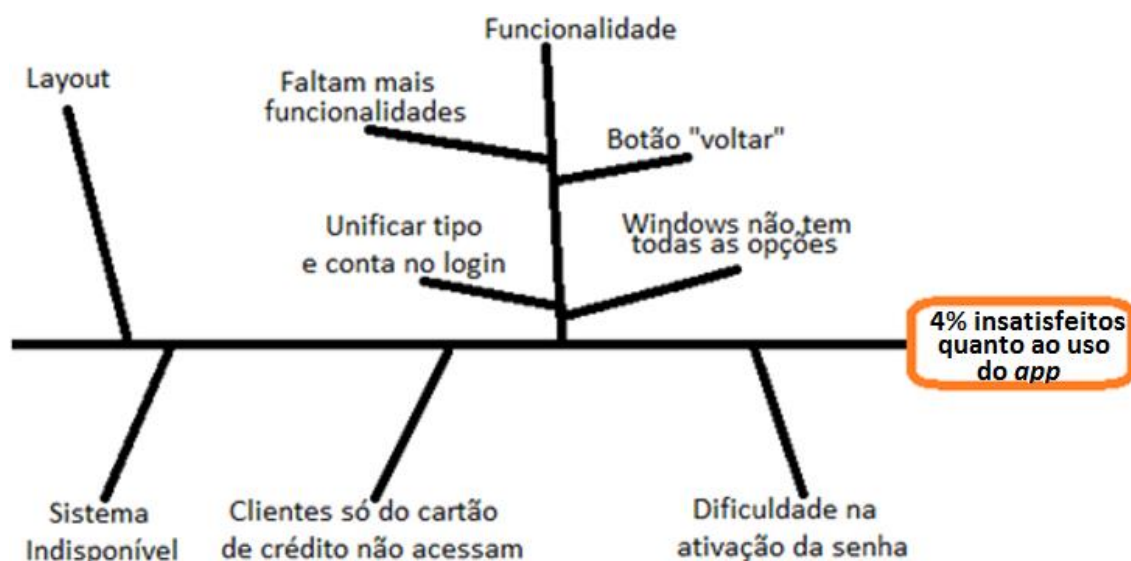 Funcionalidade
Layout
Faltam mais
funcionalidades
Botão "voltar"
Unificar tipo
e conta no login
Windows não tem
todas as opções
4% insatisfeitos
quanto ao uso
do app
Sistema
Indisponível
Clientes só do cartão
de crédito não acessam
Dificuldade na
ativação da senha